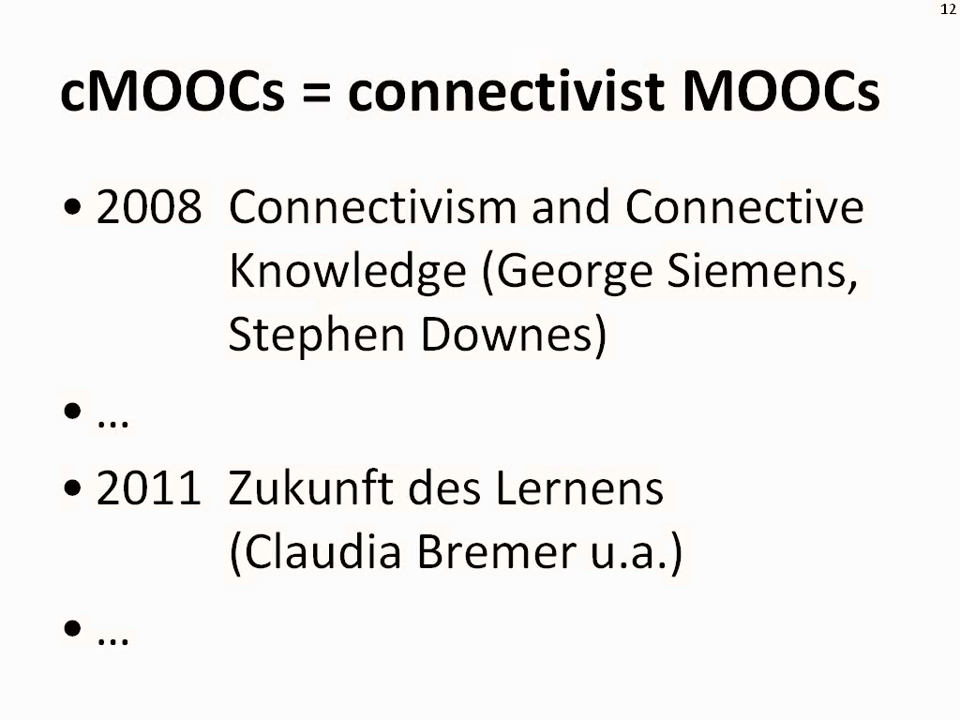 12
cMOOCs = connectivist MOOCs
• 2008 Connectivism and Connective
Knowledge (George Siemens,
Stephen Downes)
• …
• 2011 Zukunft des Lernens
(Claudia Bremer u.a.)
• …